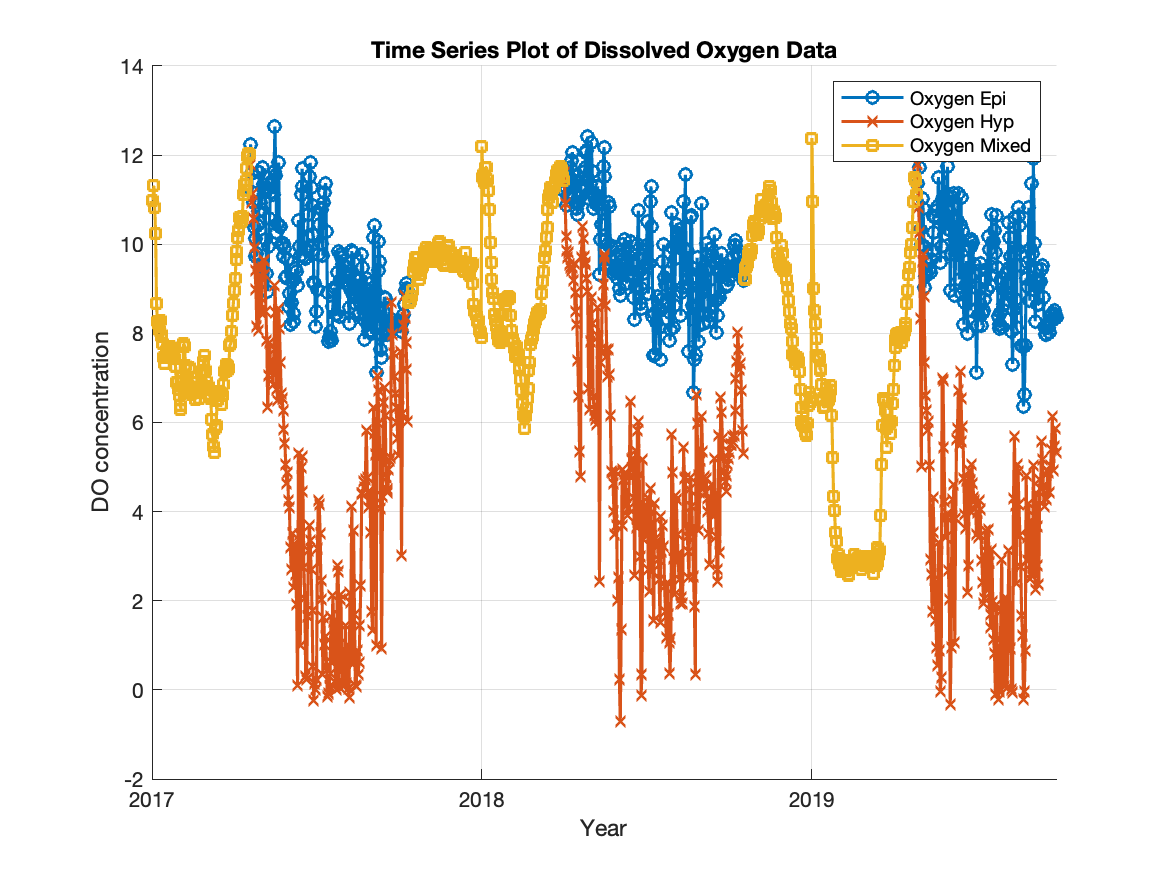 Time Series Plot of Dissolved Oxygen Data
14
12
10
8
6
4
2
0
-2
DO concentration
Oxygen Epi
Oxygen Hyp
Oxygen Mixed
2017
2018
2019
Year